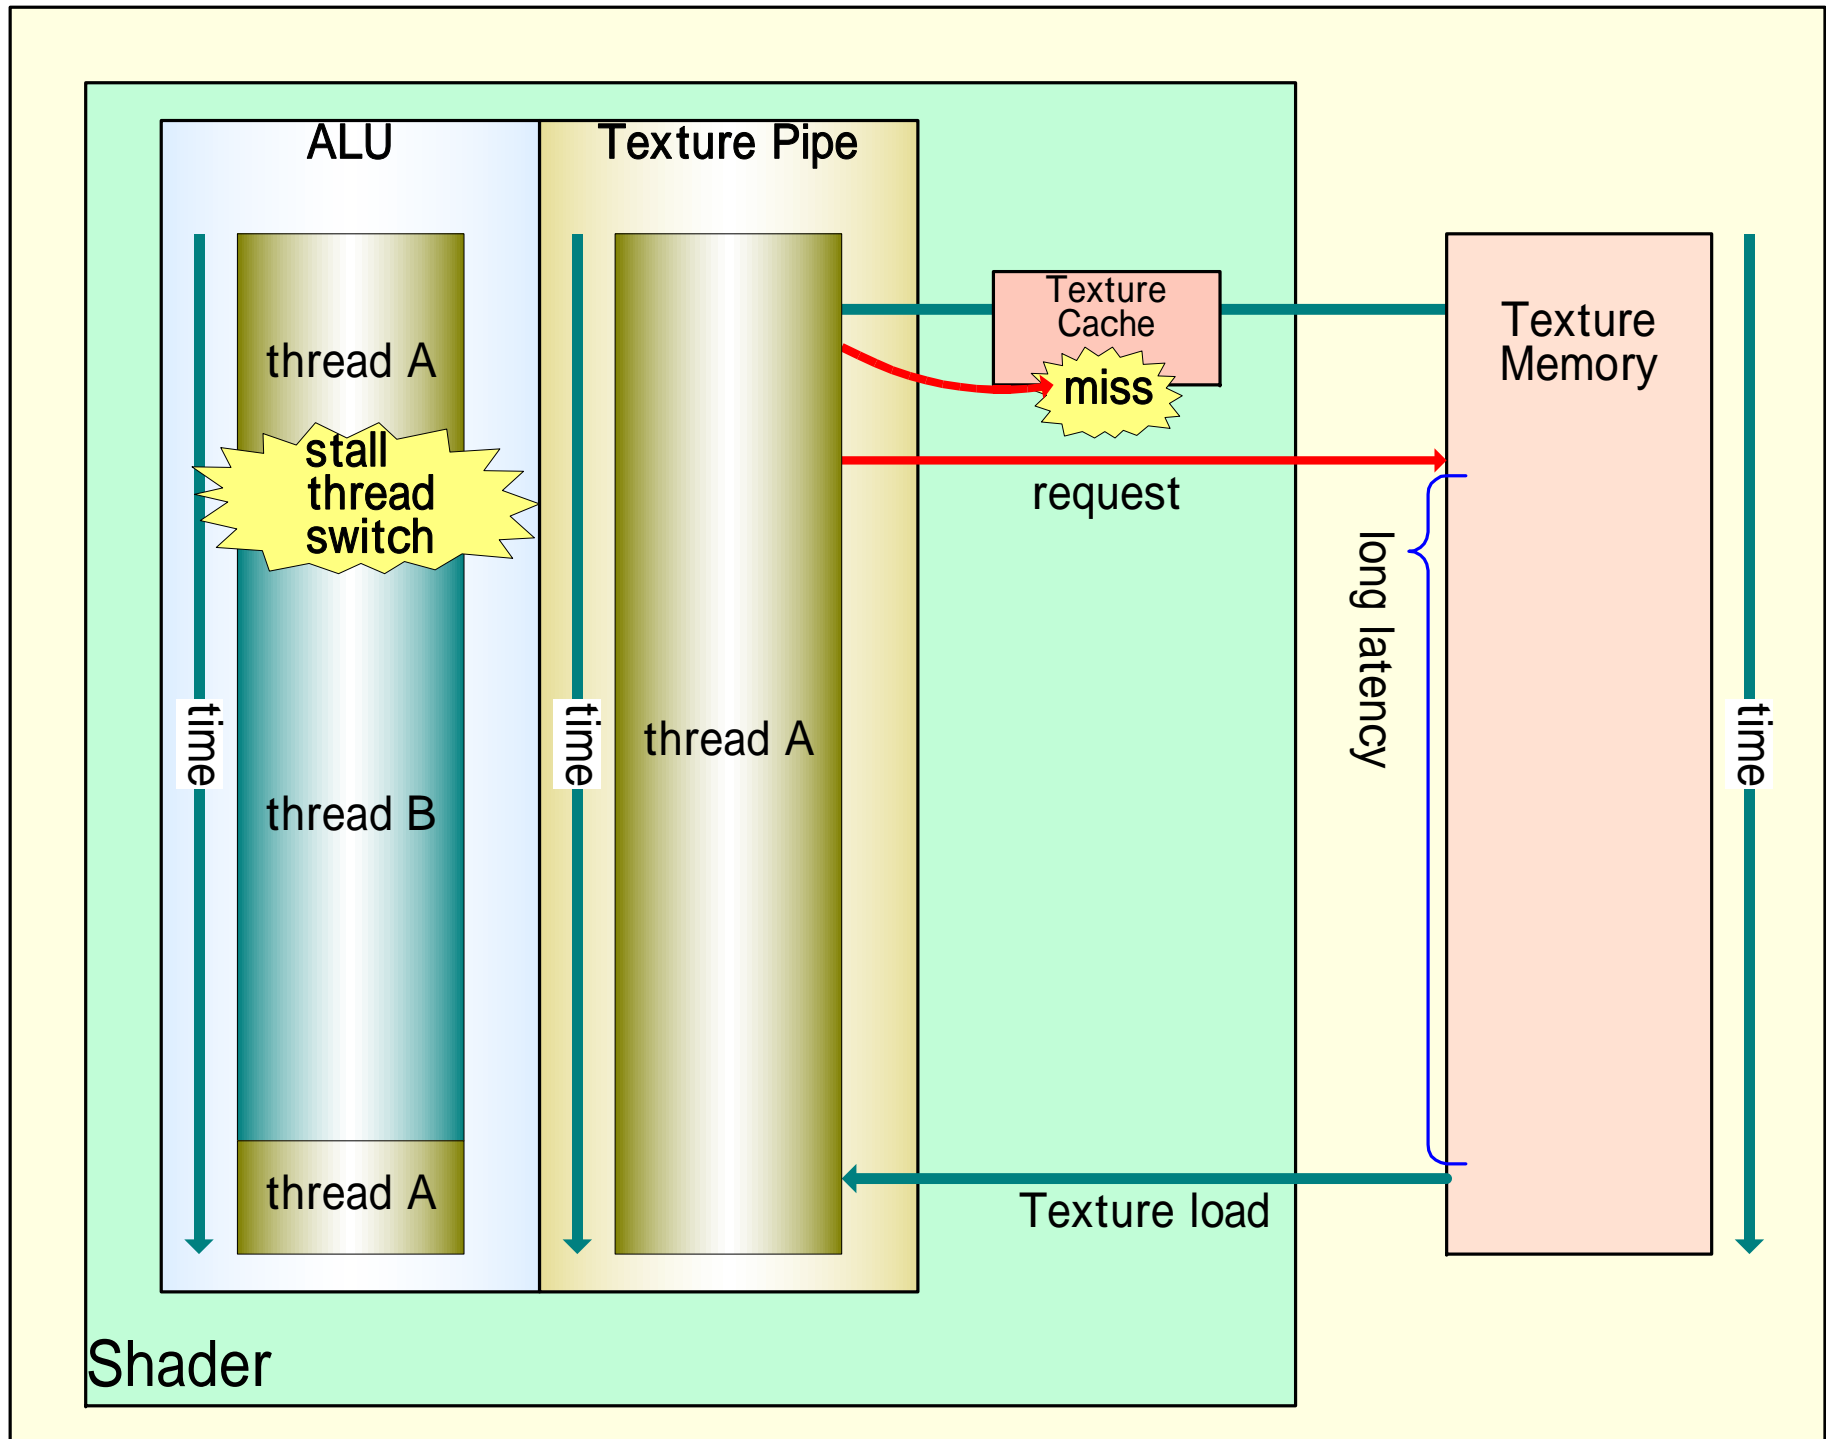 ALU
Texture Pipe
thread A
stall
thread
switch
time
thread B
thread A
time
thread A
Texture
Cache
miss
request
Texture
Memory
long latency
time
Texture load
Shader